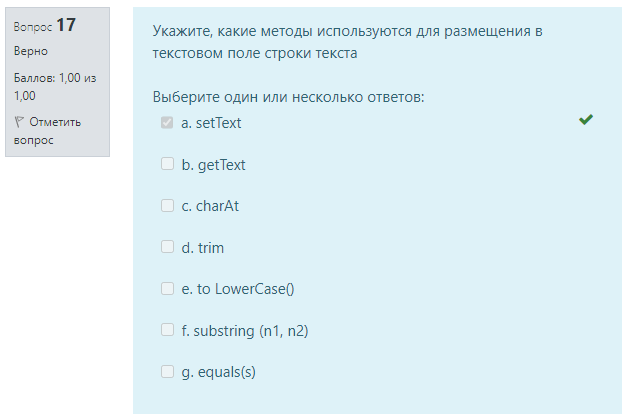 Вопрос 17
Верно
Баллов: 1,00 из
1,00
Отметить
вопрос
Укажите, какие методы используются для размещения в
текстовом поле строки текста
Выберите один или несколько ответов:
a. setText
b. getText
c. charAt
d. trim
e. to LowerCase()
f. substring (n1, n2)
g. equals(s)